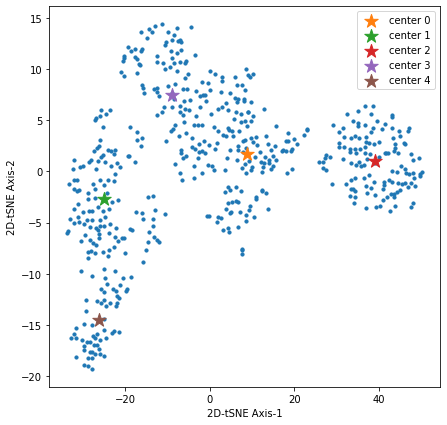 center 0
center 1
center 2
center 3
center 4
15
10
5
0
−5
−10
−15
−20
2D-tSNE Axis-2
−20
0
20
40
2D-tSNE Axis-1